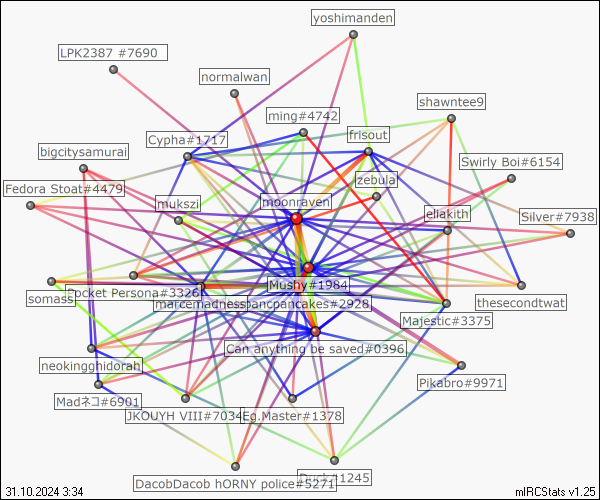 yoshimanden
LPK2387 #7690
normalwan
shawntee9
ming#4742
Cypha#1717
frisout
bigcitysamurai
Swirly Boi#6154
Fedora Stoat#4479
zebula
mukszi
moonraven
eliakith
Silver#7938
Mushy#1984
somass
Docket Persona#3326
marcemadness
pancpancakes#2928
thesecondtwat
Majestic#3375
Can anything be saved#0396
neokingghidorah
Pikabro#9971
Madネコ#6901
JKOUYH VIII#7034
Eg.Master#1378
DacobDacob hORNY police#5271
#1245
31.10.2024 3:34
mIRCStats v1.25